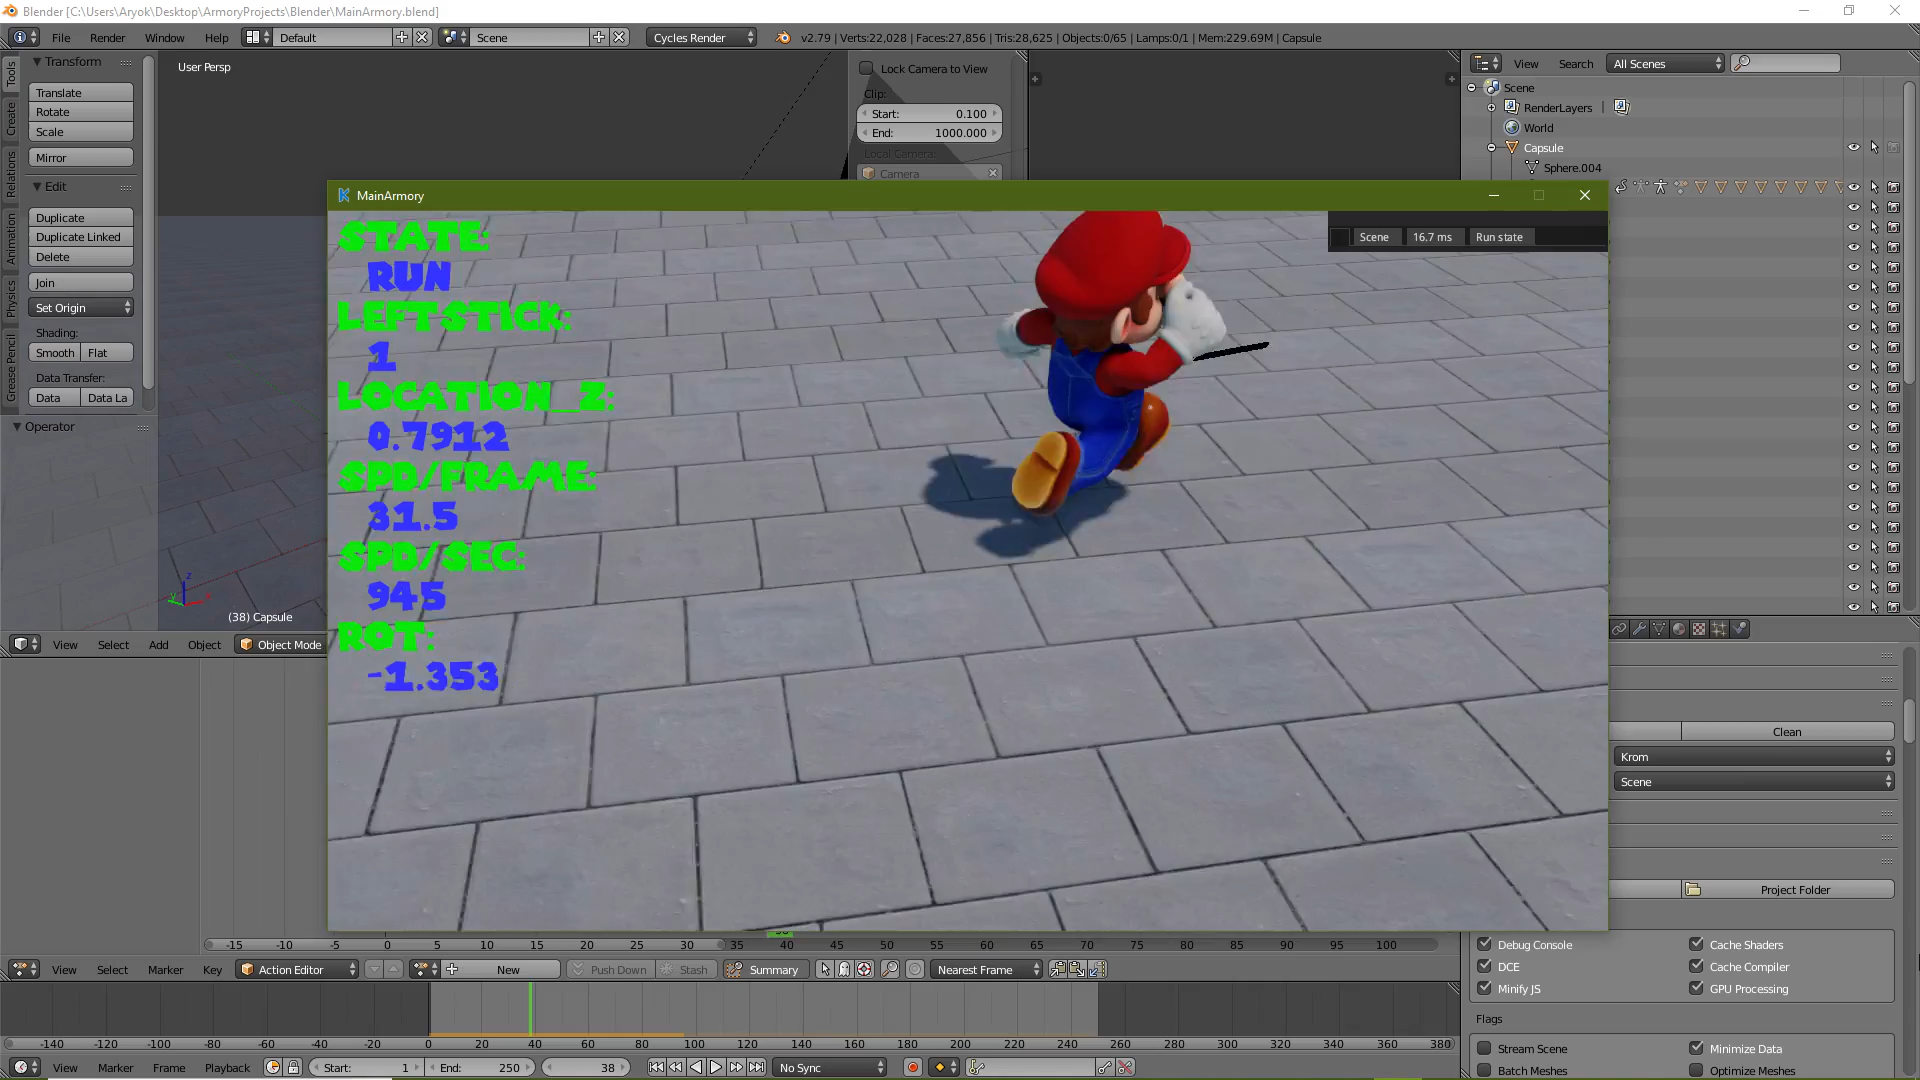 Blender [C:\Users\Aryok\Desktop\ArmoryProjects\Blender\MainArmory.blend]
File Render Window Help Default Scene Cycles Render v2.79 | Verts:22,028 | Faces:27,856 | Tris:28,625 | Objects:0/65 | Lamps:0/1 | Mem:229.69M | Capsule
Tools
Create
Relations
Animation
Physics
Grease Pencil
Transform
Translate
Rotate
Scale
Mirror
Edit
Duplicate
Duplicate Linked
Delete
Join
Set Origin
Shading:
Smooth Flat
Data Transfer:
Data Data La
Operator
User Persp
Lock Camera to View
Clip:
Start: 0.100
End: 1000.000
Local Camera:
Camera
View Search All Scenes
Scene
RenderLayers
World
Capsule
Sphere.004
MainArmory
Scene 16.7 ms Run state
STATE:
RUN
LEFTSTICK:
1
LOCATION_Z:
0.7912
SPD/FRAME:
31.5
SPD/SEC:
945
ROT:
-1.353
(38) Capsule
View Select Add Object Object Mode
Clean
Krom
Scene
Project Folder
Debug Console Cache Shaders
DCE Cache Compiler
Minify JS GPU Processing
Flags
Stream Scene Minimize Data
Batch Meshes Optimize Meshes
-15 -10 -5 0 5 10 15 20 25 30 35 40 45 50 55 60 65 70 75 80 85 90 95 100
View Select Marker Key Action Editor New Push Down Stash Summary Nearest Frame
-140 -120 -100 -80 -60 -40 -20 0 20 40 60 80 100 120 140 160 180 200 220 240 260 280 300 320 340 360 380
View Marker Frame Playback Start: 1 End: 250 38 No Sync